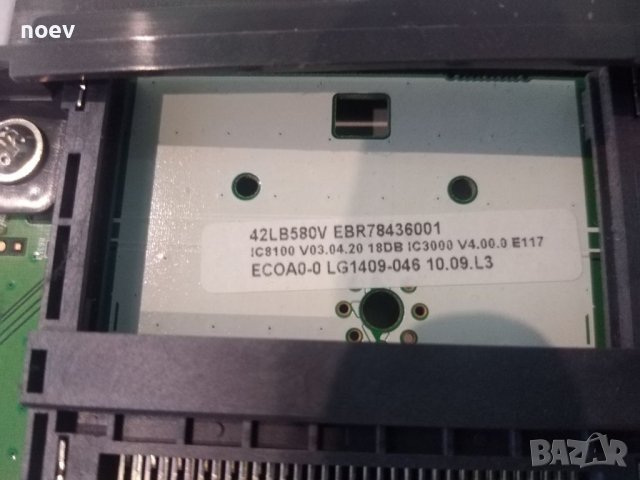 noev
42LB580V EBR78436001
IC8100 V03.04.20 18DB IC3000 V4.00.0 E117
ECOA0-0 LG1409-046 10.09.L3
BAZAR